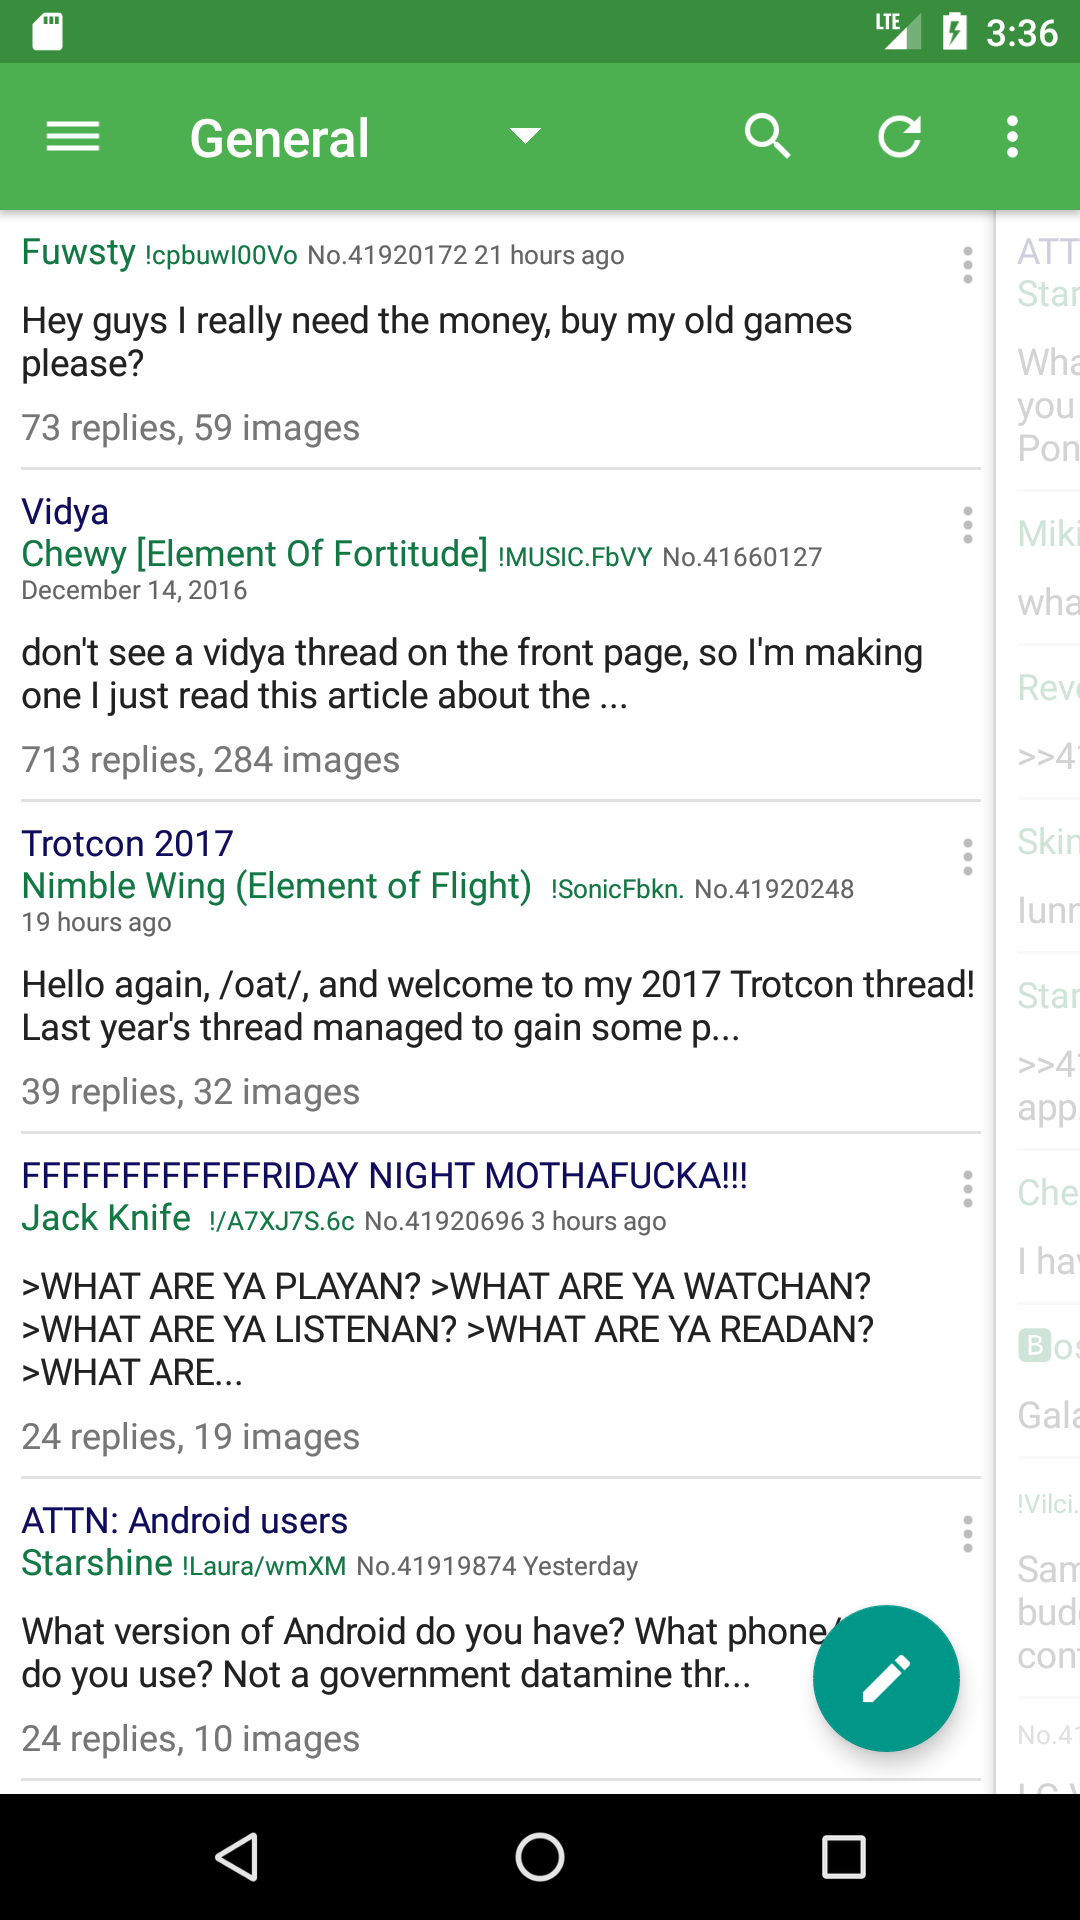 LTE 3:36
General
Fuwsty !cpbuwI00Vo No.41920172 21 hours ago
Hey guys I really need the money, buy my old games
please?
73 replies, 59 images
Vidya
Chewy [Element Of Fortitude] !MUSIC.FbVY No.41660127
December 14, 2016
don't see a vidya thread on the front page, so I'm making
one I just read this article about the ...
713 replies, 284 images
Trotcon 2017
Nimble Wing (Element of Flight) !SonicFbkn. No.41920248
19 hours ago
Hello again, /oat/, and welcome to my 2017 Trotcon thread!
Last year's thread managed to gain some p...
39 replies, 32 images
FFFFFFFFFFFFRIDAY NIGHT MOTHAFUCKA!!!
Jack Knife !/A7XJ7S.6c No.41920696 3 hours ago
>WHAT ARE YA PLAYAN? >WHAT ARE YA WATCHAN?
>WHAT ARE YA LISTENAN? >WHAT ARE YA READAN?
>WHAT ARE...
24 replies, 19 images
ATTN: Android users
Starshine !Laura/wmXM No.41919874 Yesterday
What version of Android do you have? What phone/
do you use? Not a government datamine thr...
24 replies, 10 images
ATT
Star
Wha
you
Pon
Miki
wha
Reve
>>41
Skin
Iunn
Star
>>41
app
Che
I hav
Bos
Gala
!Vilci.
Sam
bud
con
No.41